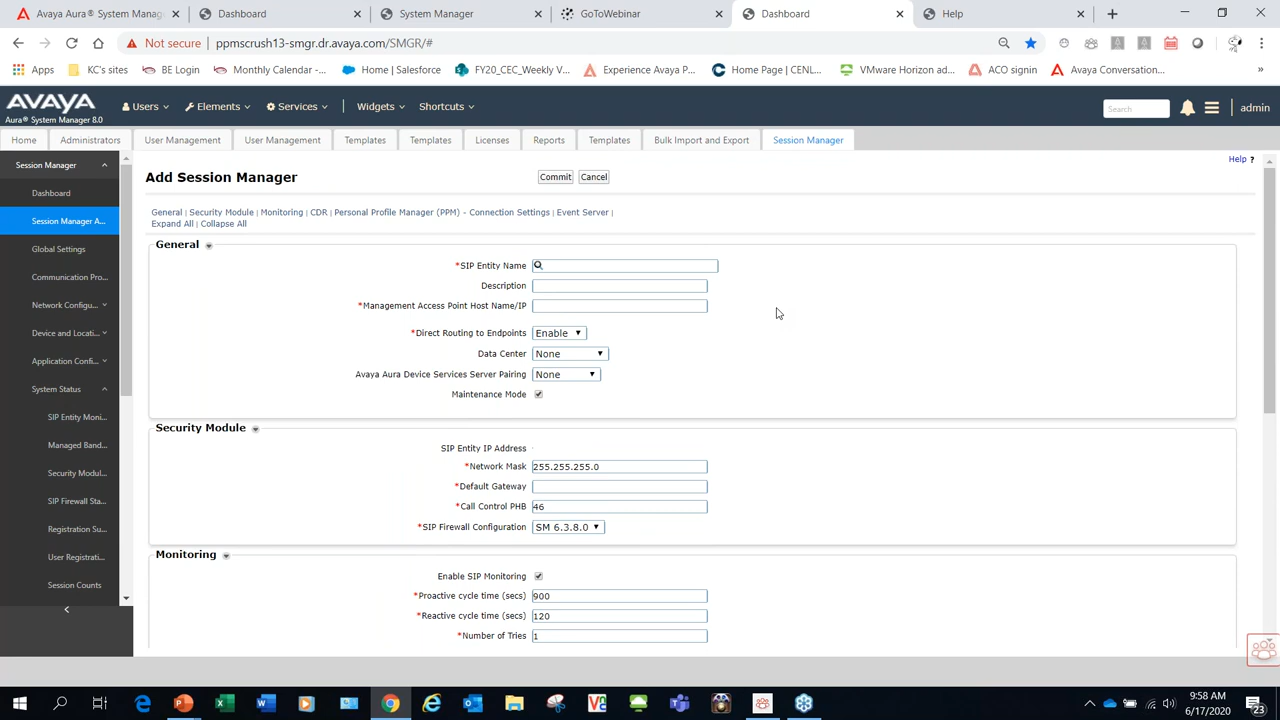 Avaya Aura® System Manag
Dashboard
System Manager
GoToWebinar
Dashboard
Help
Not secure
ppmscrush13-smgr.dr.avaya.com/SMGR/#
Apps
KC's sites
BE Login
Monthly Calendar -...
Home | Salesforce
FY20_CEC_Weekly V...
Experience Avaya P...
Home Page | CENL...
VMware Horizon ad...
ACO signin
Avaya Conversation...
»
AVAYA
Aura® System Manager 8.0
Users
Elements
Services
Widgets
Shortcuts
Search
admin
Home
Administrators
User Management
User Management
Templates
Templates
Licenses
Reports
Templates
Bulk Import and Export
Session Manager
Session Manager
Dashboard
Session Manager A...
Global Settings
Communication Pro...
Network Configu...
Device and Locati...
Application Confi...
System Status
SIP Entity Moni...
Managed Band...
Security Modul...
SIP Firewall Sta...
Registration Su...
User Registrati...
Session Counts
Help ?
Add Session Manager
Commit
Cancel
General | Security Module | Monitoring | CDR | Personal Profile Manager (PPM) - Connection Settings | Event Server |
Expand All | Collapse All
General
*SIP Entity Name
Description
*Management Access Point Host Name/IP
*Direct Routing to Endpoints Enable
Data Center None
Avaya Aura Device Services Server Pairing None
Maintenance Mode
Security Module
SIP Entity IP Address
*Network Mask 255.255.255.0
*Default Gateway
*Call Control PHB 46
*SIP Firewall Configuration SM 6.3.8.0
Monitoring
Enable SIP Monitoring
*Proactive cycle time (secs) 900
*Reactive cycle time (secs) 120
*Number of Tries 1
9:58 AM
6/17/2020
23